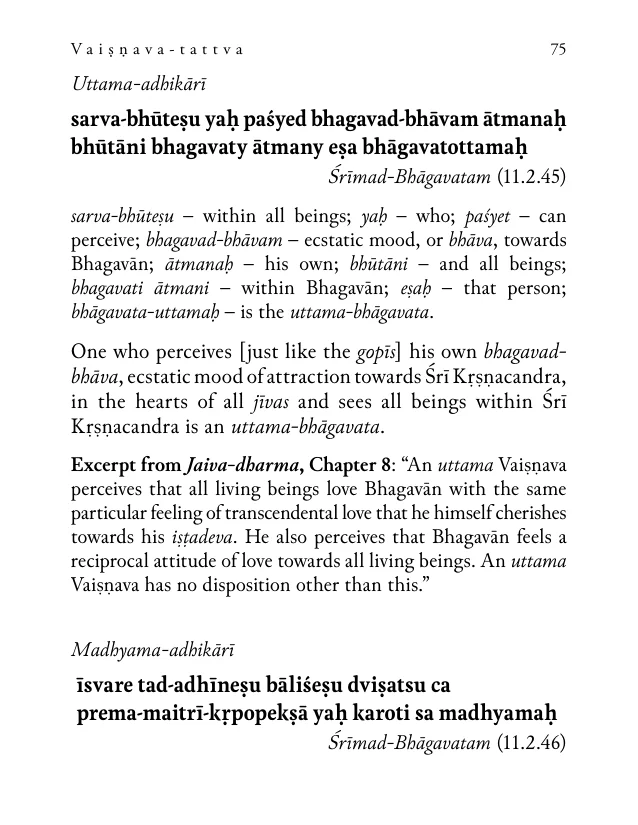 Vaiṣṇava-tattva 75
Uttama-adhikārī
sarva-bhūteṣu yaḥ paśyed bhagavad-bhāvam ātmanaḥ
bhūtāni bhagavaty ātmany eṣa bhāgavatottamaḥ
Śrīmad-Bhāgavatam (11.2.45)
sarva-bhūteṣu – within all beings; yaḥ – who; paśyet – can
perceive; bhagavad-bhāvam – ecstatic mood, or bhāva, towards
Bhagavān; ātmanaḥ – his own; bhūtāni – and all beings;
bhagavati ātmani – within Bhagavān; eṣaḥ – that person;
bhāgavata-uttamaḥ – is the uttama-bhāgavata.
One who perceives [just like the gopīs] his own bhagavad-
bhāva, ecstatic mood of attraction towards Śrī Kṛṣṇacandra,
in the hearts of all jīvas and sees all beings within Śrī
Kṛṣṇacandra is an uttama-bhāgavata.
Excerpt from Jaiva-dharma, Chapter 8: “An uttama Vaiṣṇava
perceives that all living beings love Bhagavān with the same
particular feeling of transcendental love that he himself cherishes
towards his iṣṭadeva. He also perceives that Bhagavān feels a
reciprocal attitude of love towards all living beings. An uttama
Vaiṣṇava has no disposition other than this.”
Madhyama-adhikārī
īsvare tad-adhīneṣu bāliśeṣu dviṣatsu ca
prema-maitrī-kṛpopekṣā yaḥ karoti sa madhyamaḥ
Śrīmad-Bhāgavatam (11.2.46)